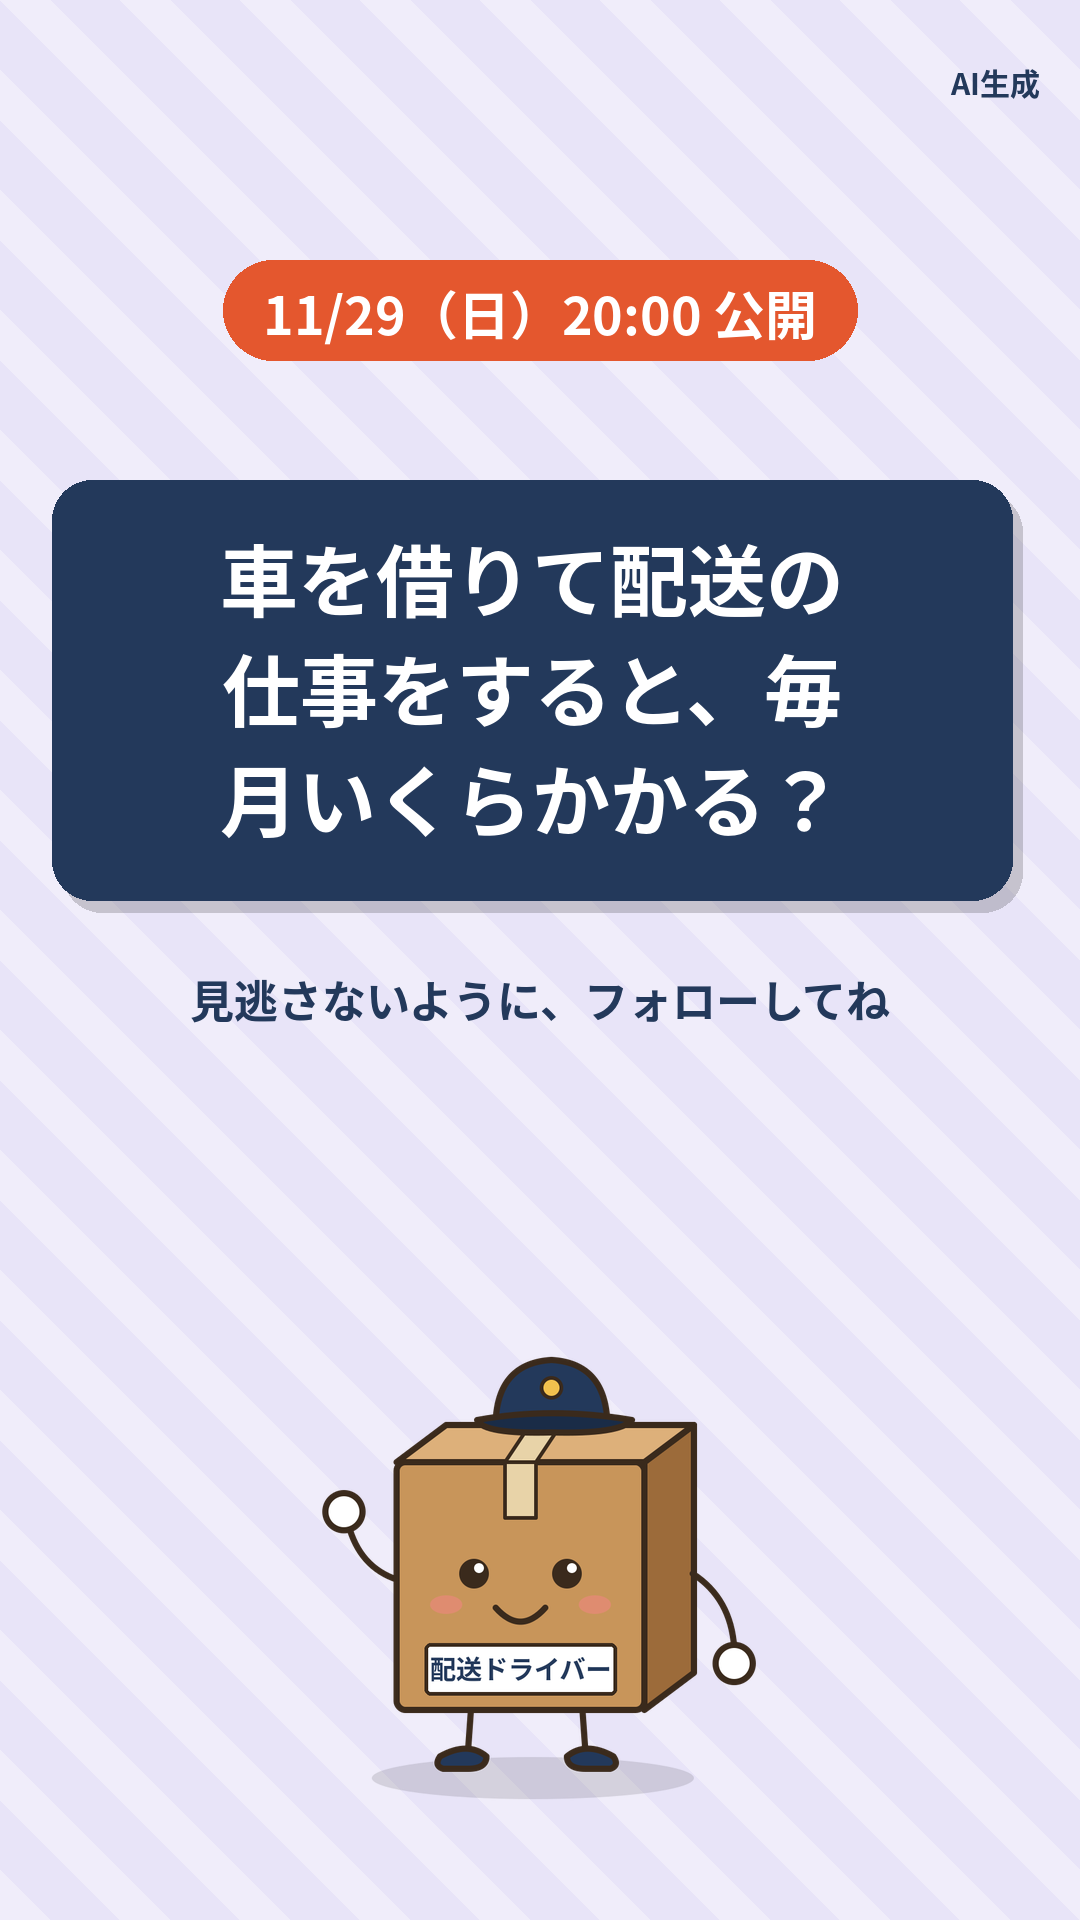 AI生成
11/29（日）20:00 公開
車を借りて配送の
仕事をすると、毎
月いくらかかる？
見逃さないように、フォローしてね
配送ドライバー